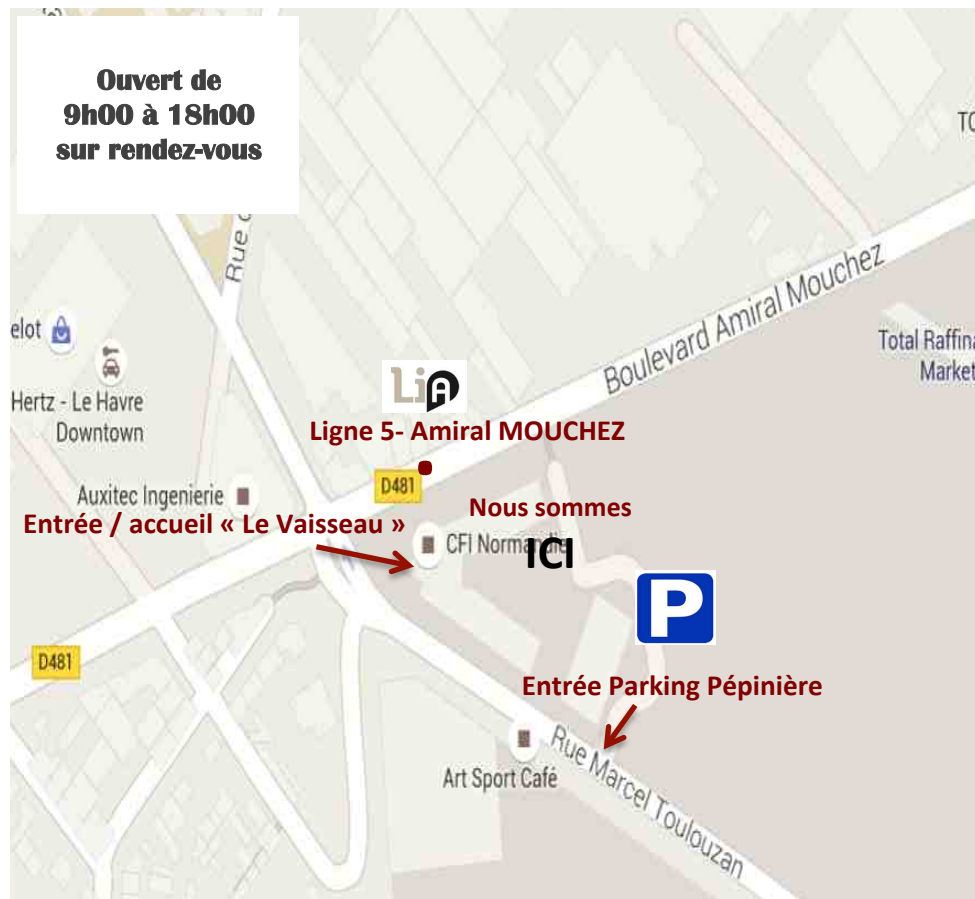 Ouvert de
9h00 à 18h00
sur rendez-vous
Rue
Boulevard Amiral Mouchez
Total Raffina
Market
elot
Hertz - Le Havre
Downtown
LiA
Ligne 5- Amiral MOUCHEZ
D481
Auxitec Ingenierie
Entrée / accueil « Le Vaisseau »
Nous sommes
CFI Normandie
ICI
P
D481
Entrée Parking Pépinière
Art Sport Café
Rue Marcel Toulouzan